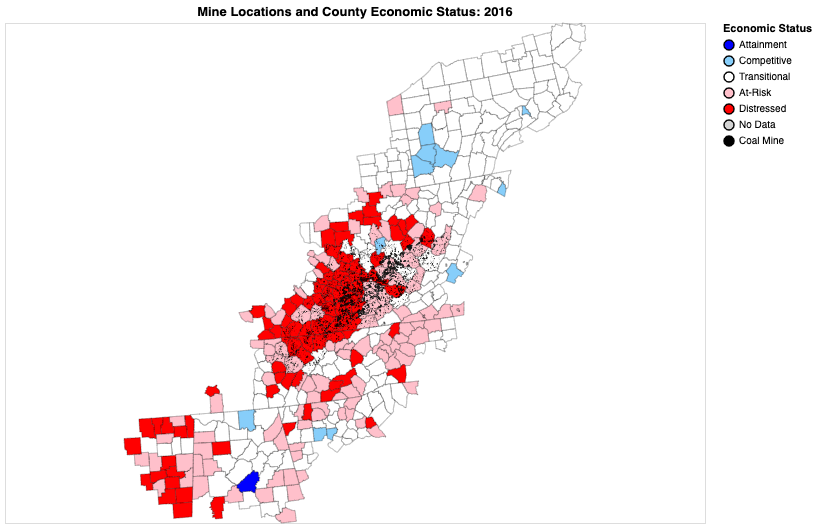 Mine Locations and County Economic Status: 2016
Economic Status
Attainment
Competitive
Transitional
At-Risk
Distressed
No Data
Coal Mine